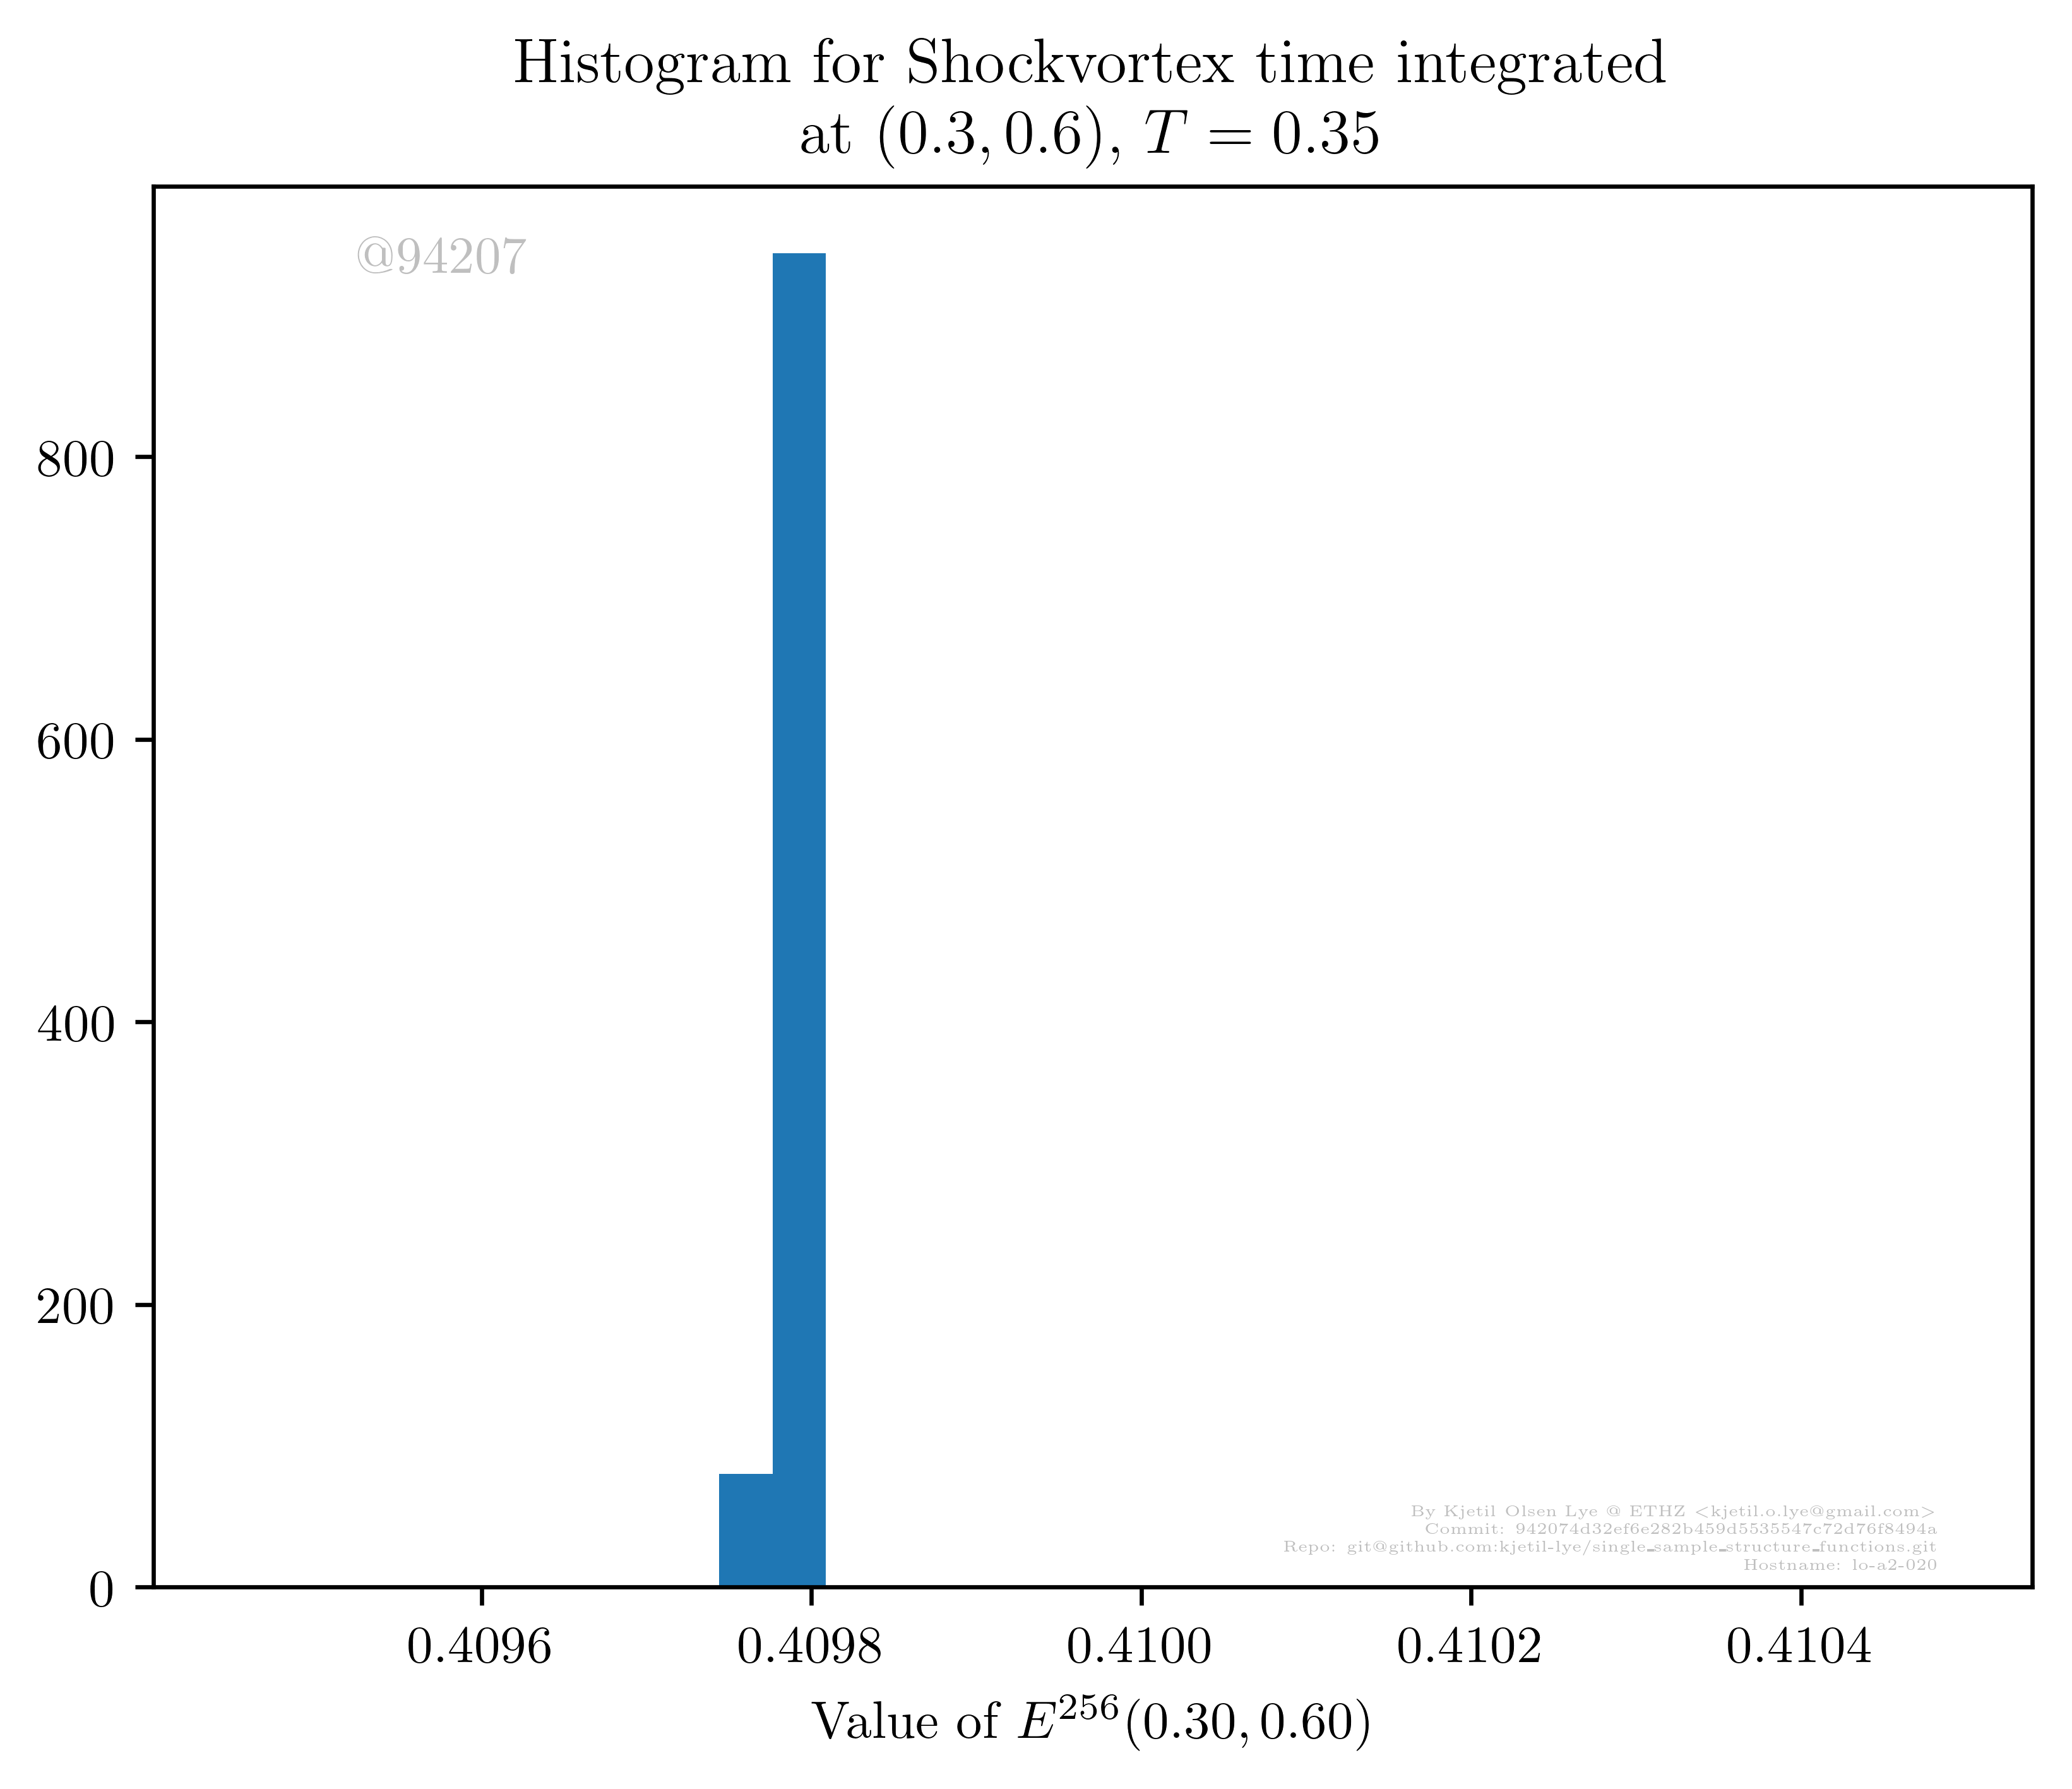 Histogram for Shockvortex time integrated
at (0.3, 0.6), T = 0.35
@94207
800
600
400
200
0
By Kjetil Olsen Lye @ ETHZ <kjetil.o.lye@gmail.com>
Commit: 942074d32ef6e282b459d5535547c72d76f8494a
Repo: git@github.com:kjetil-lye/single_sample_structure_functions.git
Hostname: lo-a2-020
0.4096 0.4098 0.4100 0.4102 0.4104
Value of E^256(0.30, 0.60)